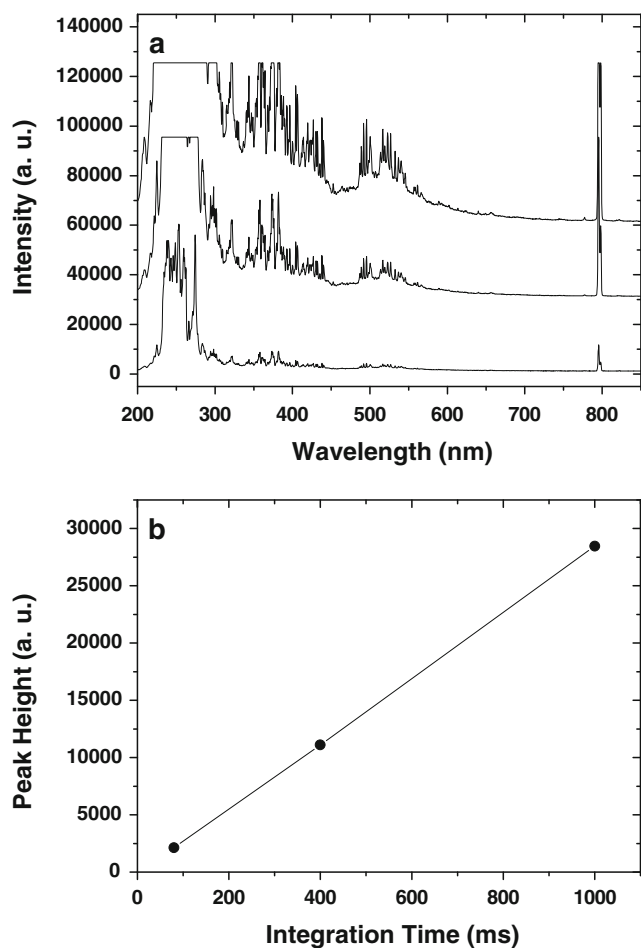 a
Intensity (a. u.)
140000
120000
100000
80000
60000
40000
20000
0
200 300 400 500 600 700 800
Wavelength (nm)
b
Peak Height (a. u.)
30000
25000
20000
15000
10000
5000
0
0 200 400 600 800 1000
Integration Time (ms)